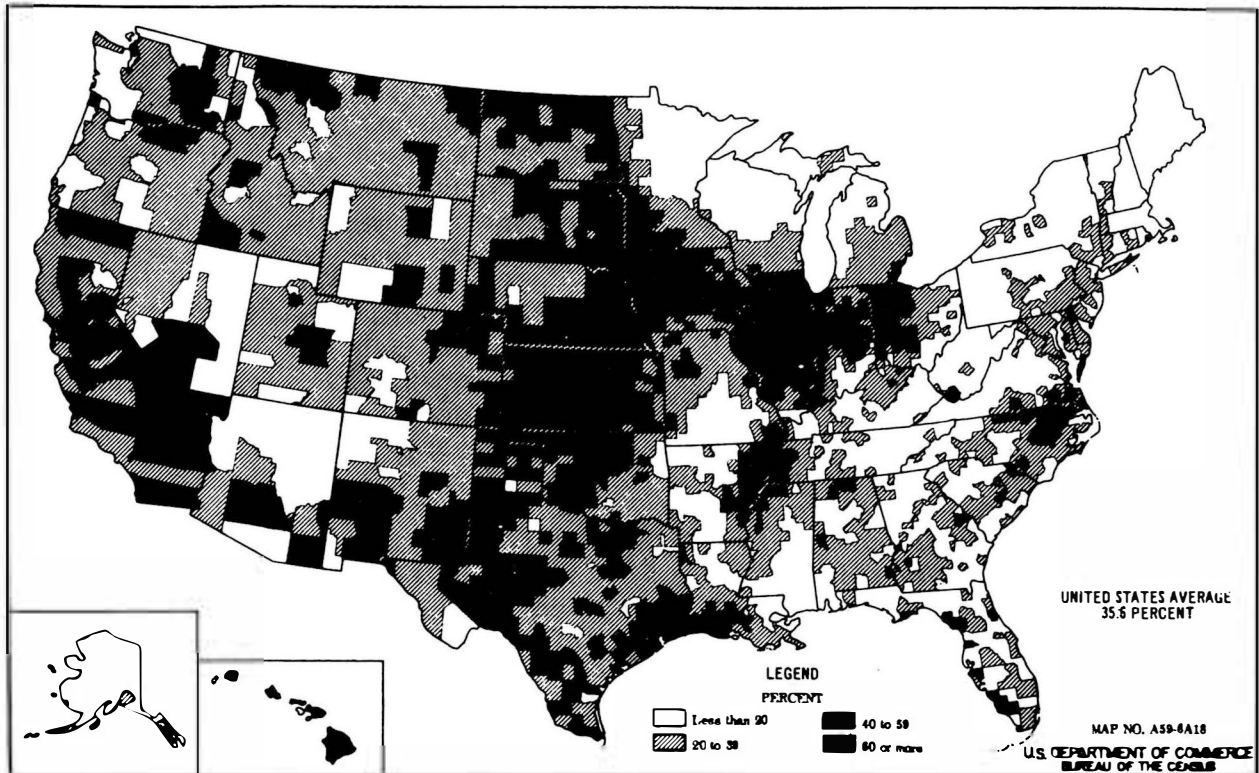 UNITED STATES AVERAGE
35.6 PERCENT
LEGEND
PERCENT
Less than 20
20 to 39
40 to 59
60 or more
MAP NO. A59-6A18
U.S. DEPARTMENT OF COMMERCE
BUREAU OF THE CENSUS